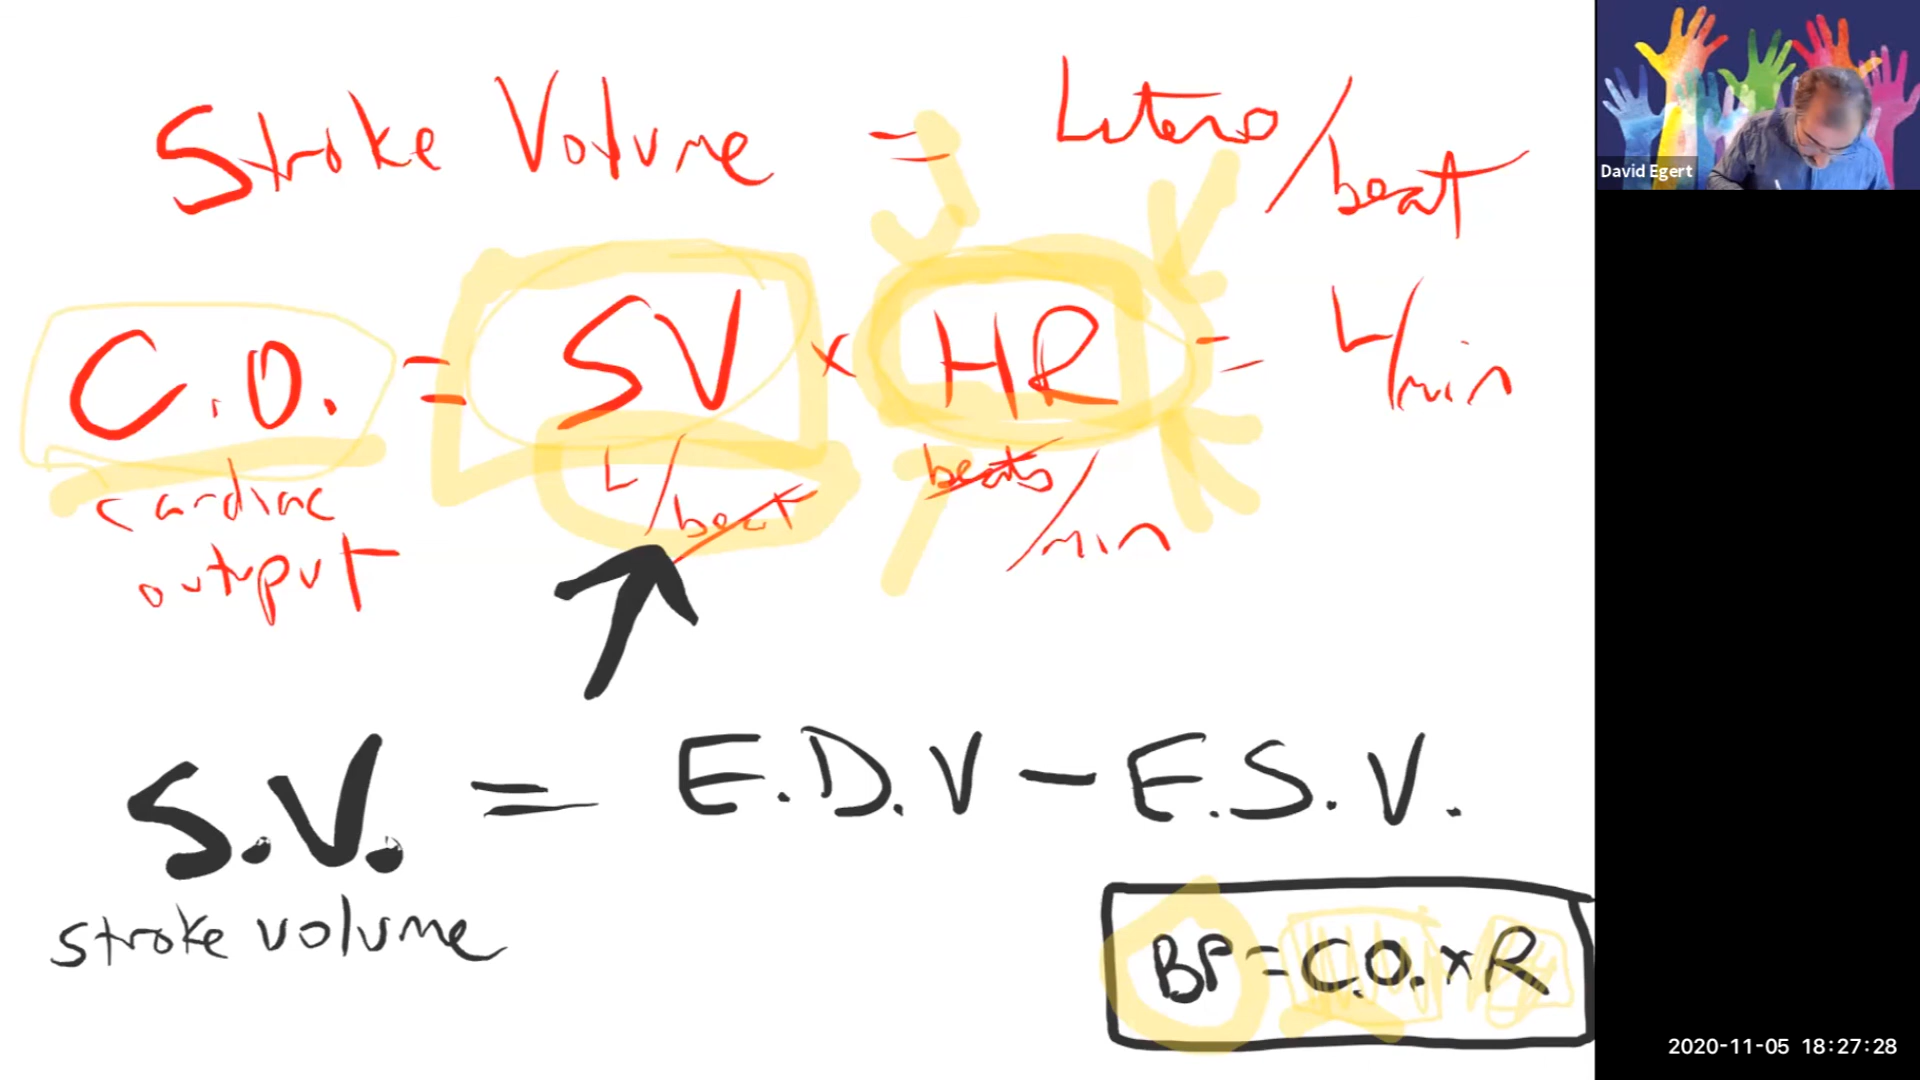 Stroke Volume = Liters/beat
C.O. = SV x HR = L/min
L/beat beats/min
cardiac
output
S.V. = E.D.V - E.S.V.
stroke volume
BP = C.O. x R
David Egert
2020-11-05 18:27:28